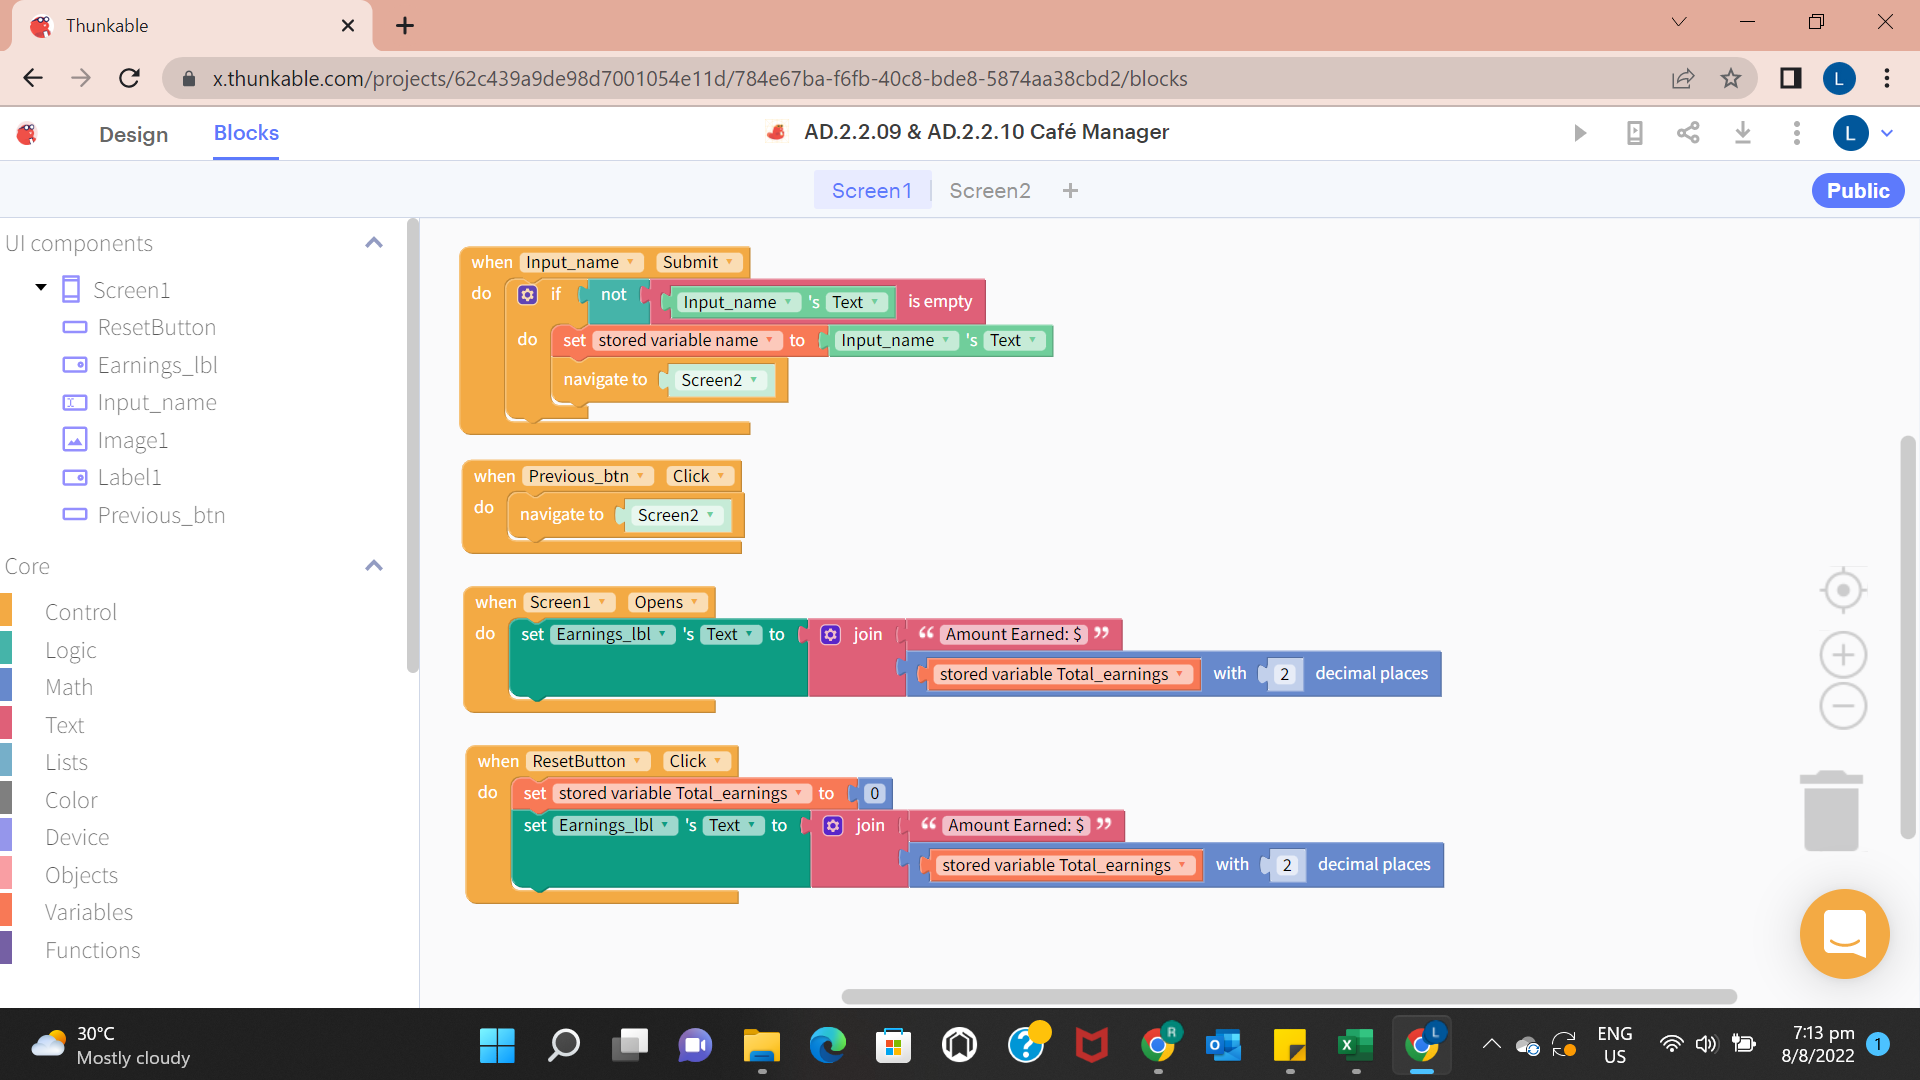 Thunkable
x.thunkable.com/projects/62c439a9de98d7001054e11d/784e67ba-f6fb-40c8-bde8-5874aa38cbd2/blocks
L
Design
Blocks
AD.2.2.09 & AD.2.2.10 Café Manager
L
Screen1
Screen2
Public
UI components
Screen1
ResetButton
Earnings_lbl
Input_name
Image1
Label1
Previous_btn
Core
Control
Logic
Math
Text
Lists
Color
Device
Objects
Variables
Functions
when Input_name Submit
do if not Input_name 's Text is empty
do set stored variable name to Input_name 's Text
navigate to Screen2
when Previous_btn Click
do navigate to Screen2
when Screen1 Opens
do set Earnings_lbl 's Text to join “ Amount Earned: $ ”
stored variable Total_earnings with 2 decimal places
when ResetButton Click
do set stored variable Total_earnings to 0
set Earnings_lbl 's Text to join “ Amount Earned: $ ”
stored variable Total_earnings with 2 decimal places
30°C
Mostly cloudy
R
L
ENG
US
7:13 pm
8/8/2022
1